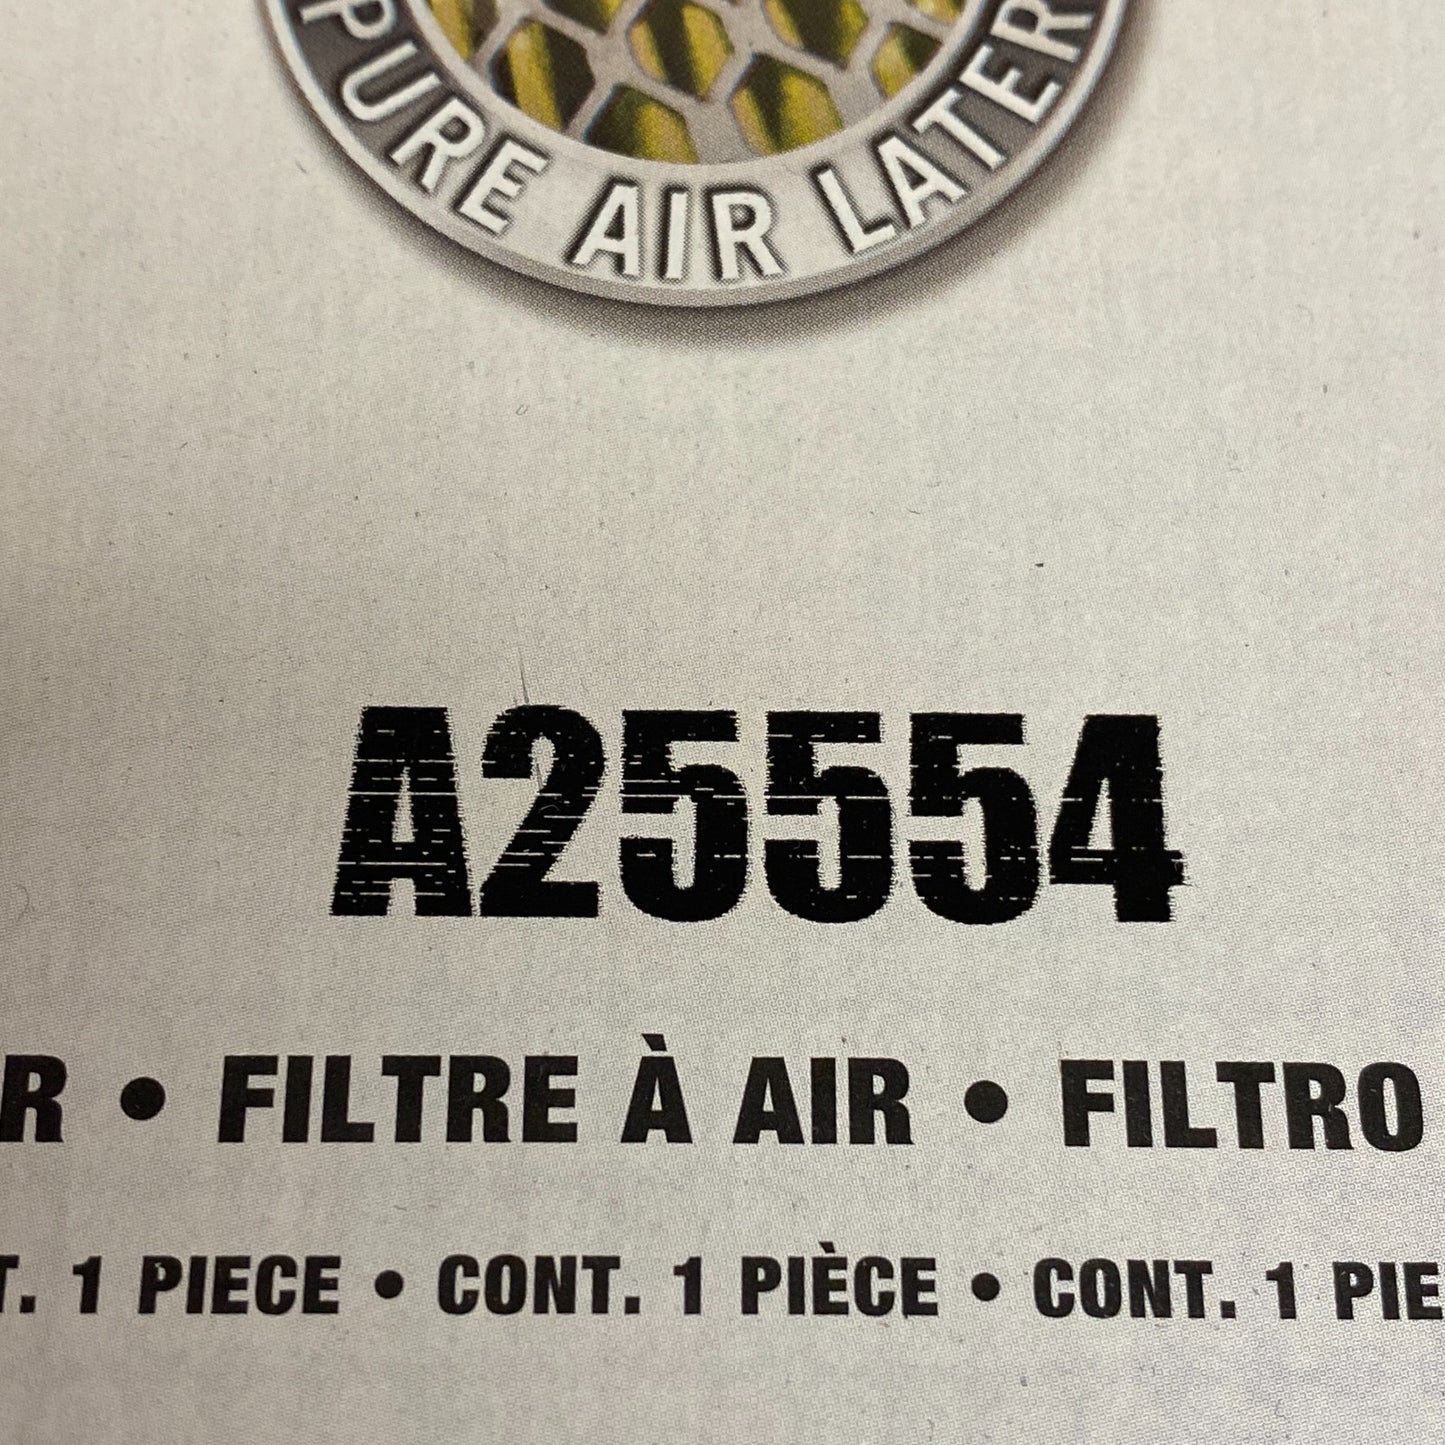 PURE AIR LATER
A25554
R • FILTRE À AIR • FILTRO
T. 1 PIECE • CONT. 1 PIÈCE • CONT. 1 PIE